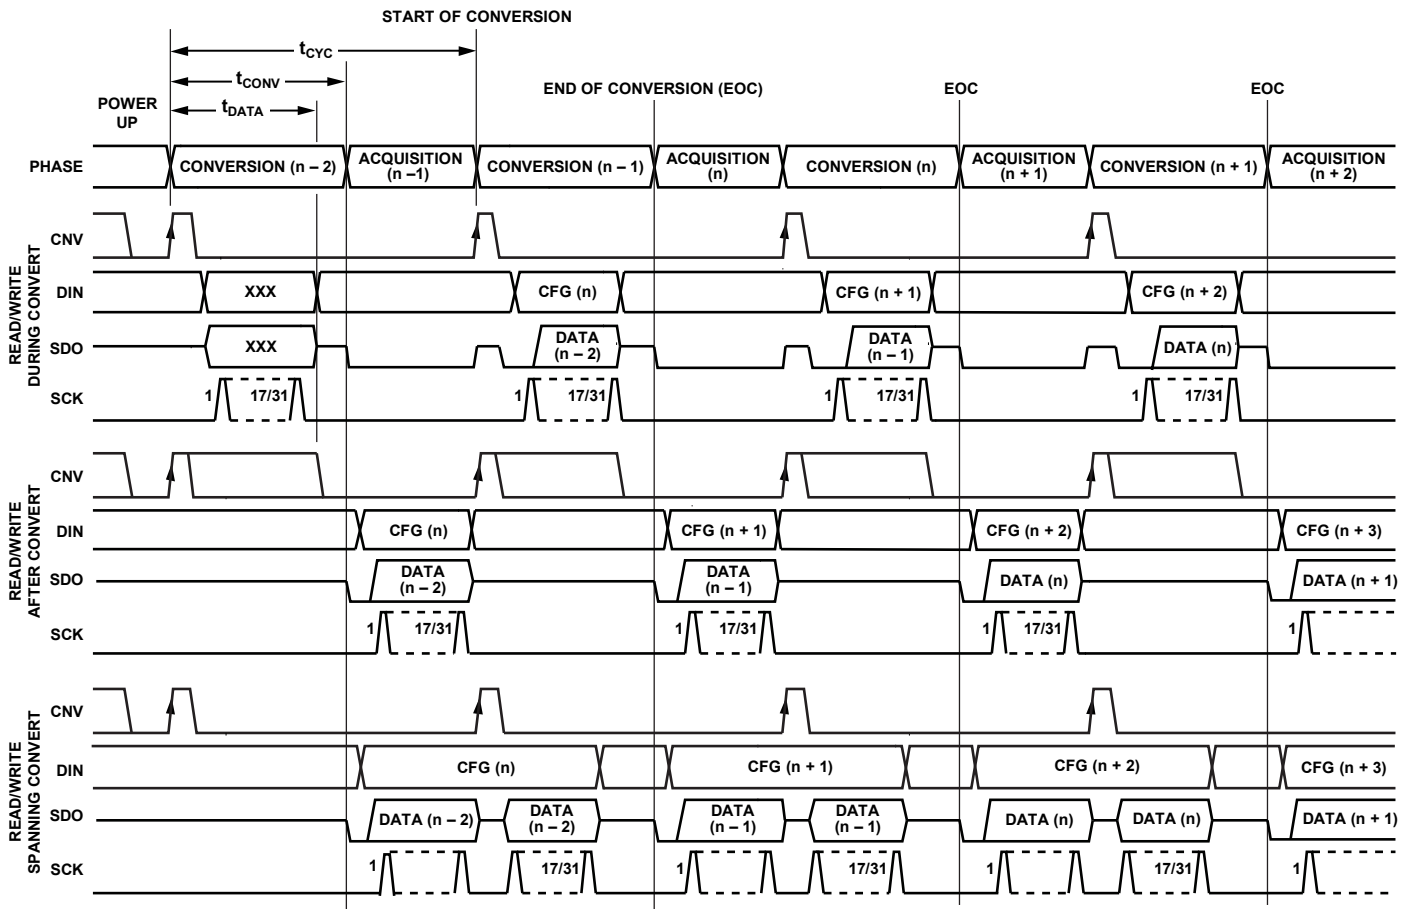 START OF CONVERSION
tCYC
tCONV
END OF CONVERSION (EOC)
EOC
EOC
POWER
UP
tDATA
PHASE
CONVERSION (n – 2)
ACQUISITION
(n –1)
CONVERSION (n – 1)
ACQUISITION
(n)
CONVERSION (n)
ACQUISITION
(n + 1)
CONVERSION (n + 1)
ACQUISITION
(n + 2)
READ/WRITE
DURING CONVERT
CNV
DIN
XXX
CFG (n)
CFG (n + 1)
CFG (n + 2)
SDO
XXX
DATA
(n – 2)
DATA
(n – 1)
DATA (n)
SCK
1
17/31
1
17/31
1
17/31
1
17/31
READ/WRITE
AFTER CONVERT
CNV
DIN
CFG (n)
CFG (n + 1)
CFG (n + 2)
CFG (n + 3)
SDO
DATA
(n – 2)
DATA
(n – 1)
DATA (n)
DATA (n + 1)
SCK
1
17/31
1
17/31
1
17/31
1
READ/WRITE
SPANNING CONVERT
CNV
DIN
CFG (n)
CFG (n + 1)
CFG (n + 2)
CFG (n + 3)
SDO
DATA (n – 2)
DATA
(n – 2)
DATA
(n – 1)
DATA
(n – 1)
DATA (n)
DATA (n)
DATA (n + 1)
SCK
1
17/31
1
17/31
1
17/31
1